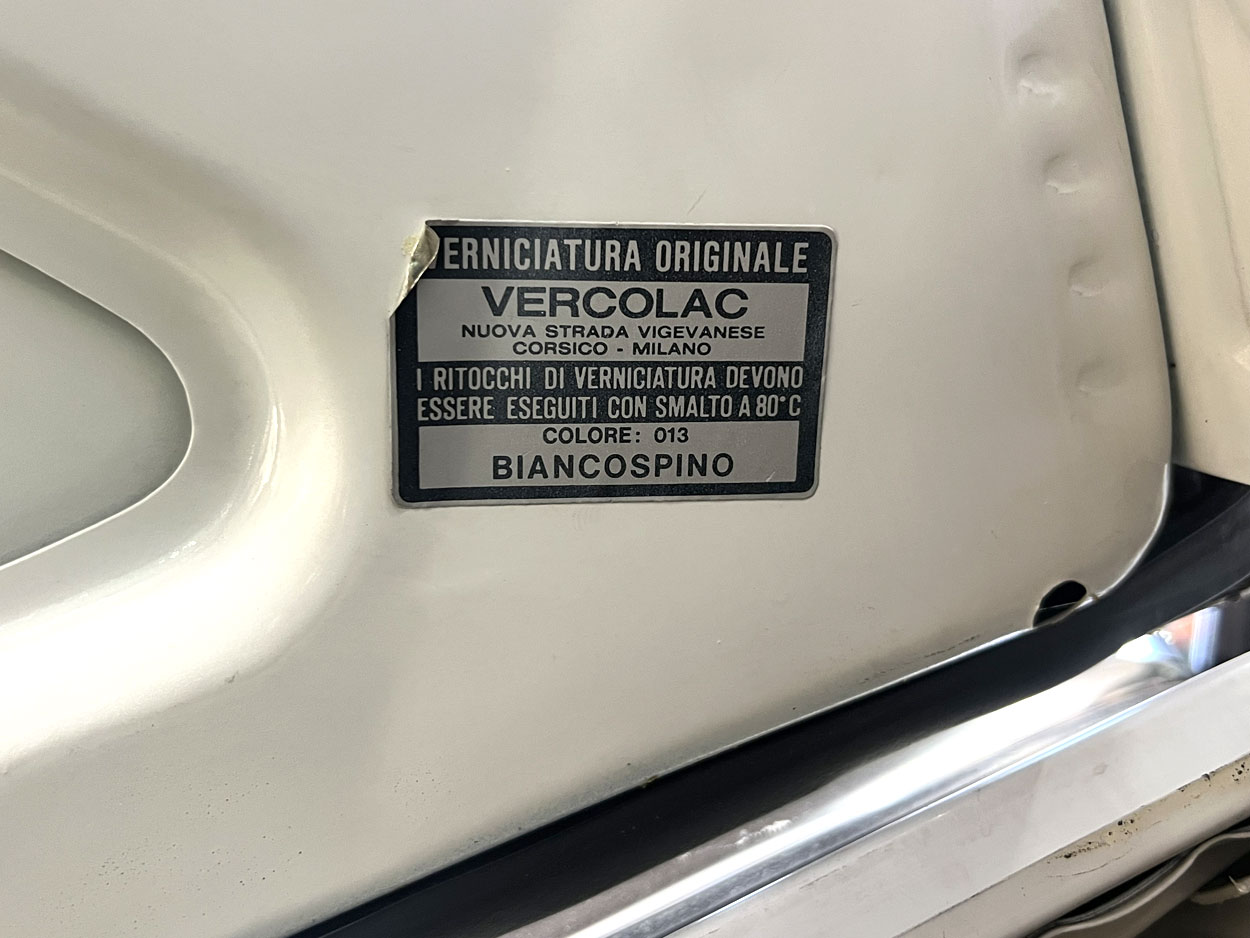 VERNICIATURA ORIGINALE
VERCOLAC
NUOVA STRADA VIGEVANESE
CORSICO - MILANO
I RITOCCHI DI VERNICIATURA DEVONO
ESSERE ESEGUITI CON SMALTO A 80° C
COLORE: 013
BIANCOSPINO